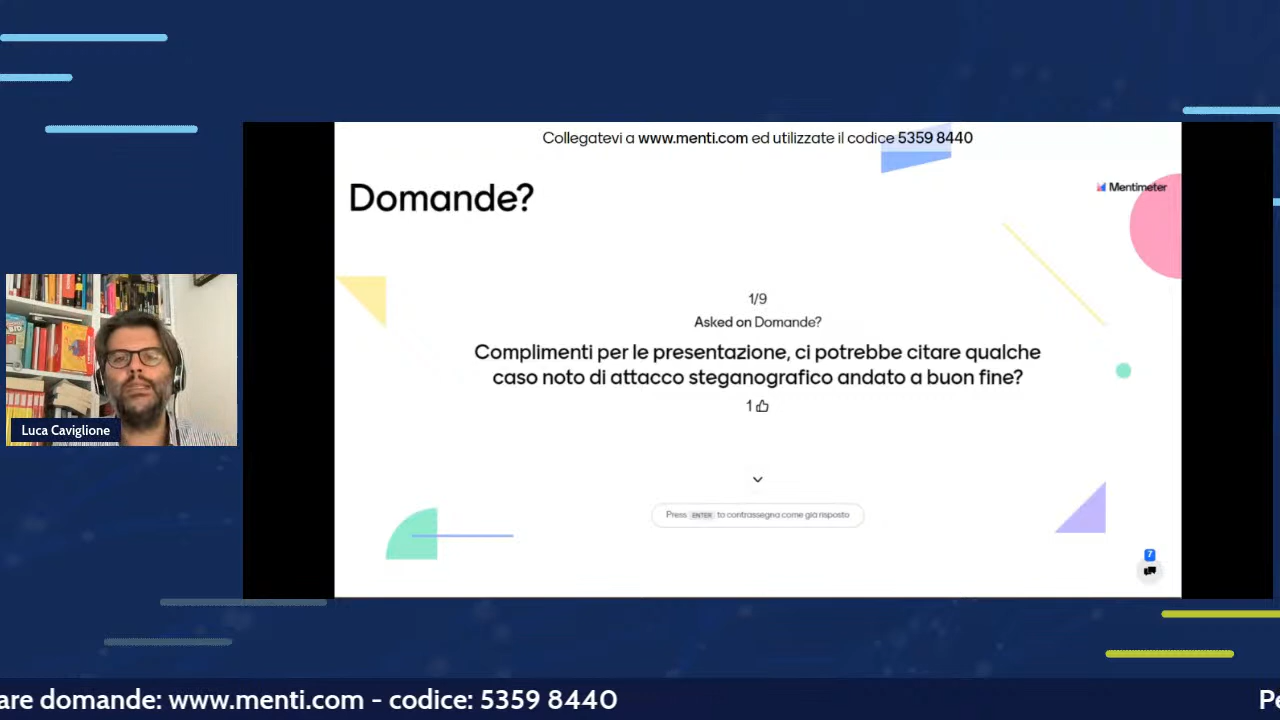 Collegatevi a www.menti.com ed utilizzate il codice 5359 8440
Domande?
Mentimeter
1/9
Asked on Domande?
Complimenti per le presentazione, ci potrebbe citare qualche
caso noto di attacco steganografico andato a buon fine?
1
Press ENTER to contrassegna come già risposto
7
Luca Caviglione
are domande: www.menti.com - codice: 5359 8440
Pe